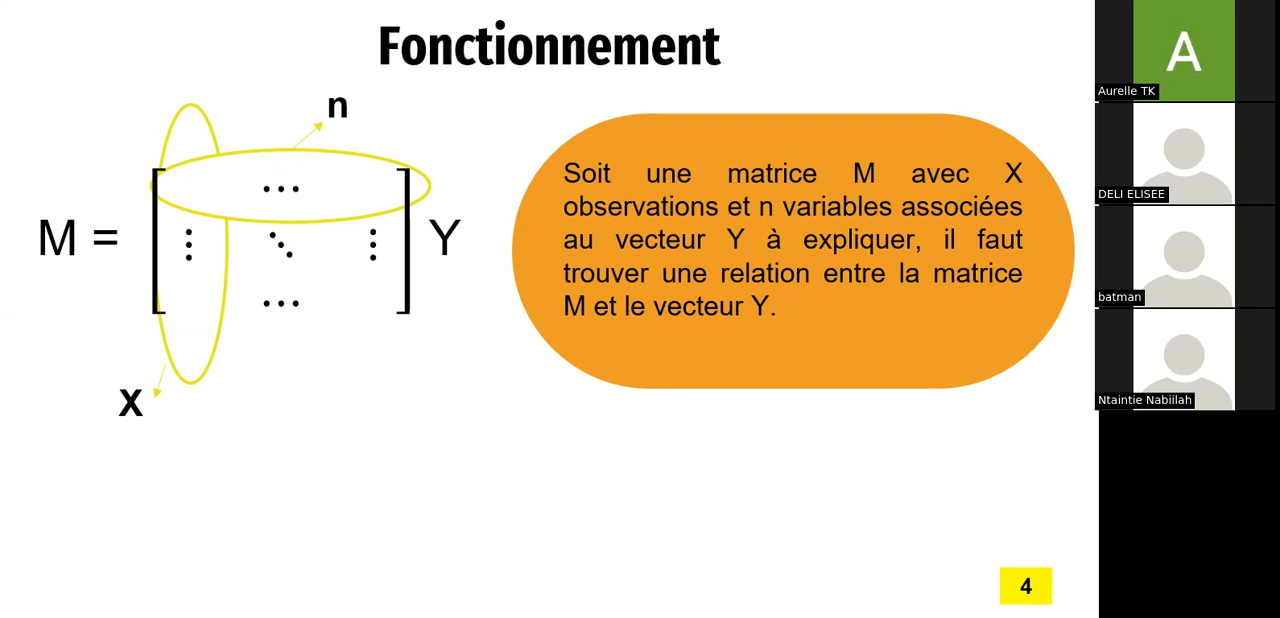 Fonctionnement
n
M = [ ... ⋮ ⋱ ⋮ ... ] Y
X
Soit une matrice M avec X
observations et n variables associées
au vecteur Y à expliquer, il faut
trouver une relation entre la matrice
M et le vecteur Y.
4
A
Aurelle TK
DELI ELISEE
batman
Ntaintie Nabiilah